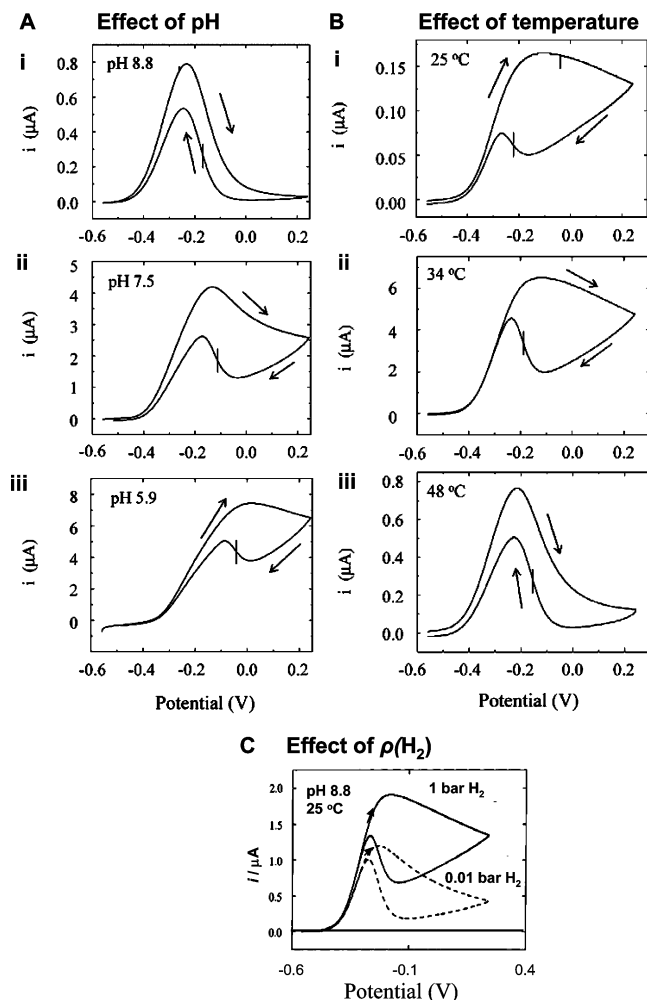 A Effect of pH
i
pH 8.8
0.8
0.6
0.4
0.2
0.0
i (µA)
-0.6 -0.4 -0.2 0.0 0.2
ii
pH 7.5
5
4
3
2
1
0
i (µA)
-0.6 -0.4 -0.2 0.0 0.2
iii
pH 5.9
8
6
4
2
0
i (µA)
-0.6 -0.4 -0.2 0.0 0.2
Potential (V)
B Effect of temperature
i
25 ºC
0.15
0.10
0.05
0.00
i (µA)
-0.6 -0.4 -0.2 0.0 0.2
ii
34 ºC
6
4
2
0
i (µA)
-0.6 -0.4 -0.2 0.0 0.2
iii
48 ºC
0.8
0.6
0.4
0.2
0.0
i (µA)
-0.6 -0.4 -0.2 0.0 0.2
Potential (V)
C Effect of ρ(H₂)
pH 8.8
25 ºC
1 bar H₂
0.01 bar H₂
2.0
1.5
1.0
0.5
0.0
i / µA
-0.6 -0.1 0.4
Potential (V)